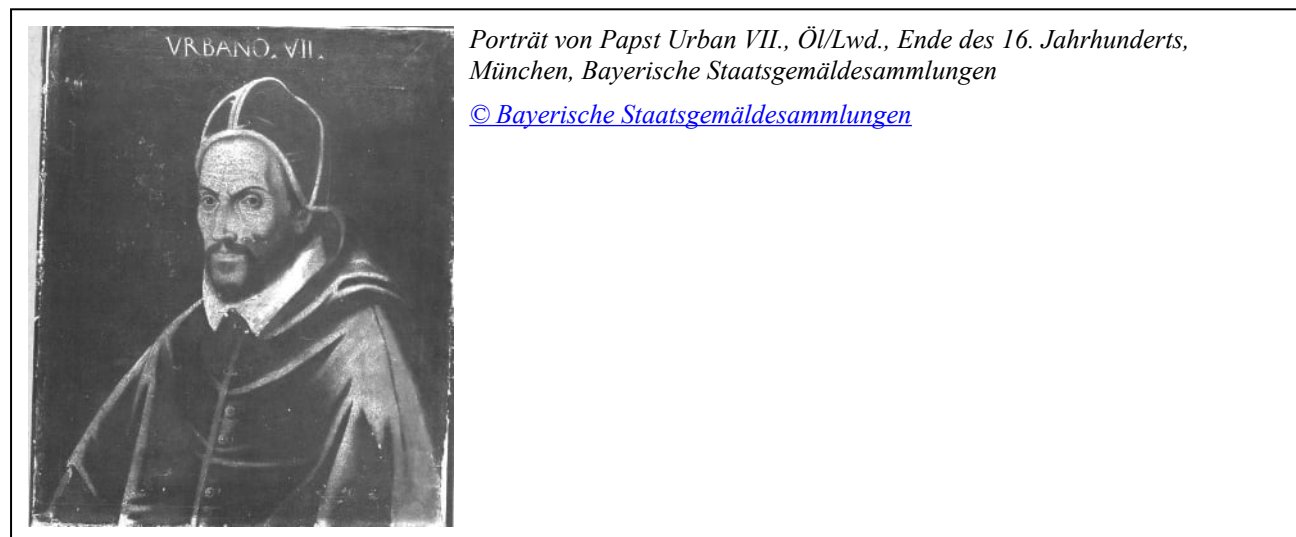 VRBANO. VII.
Porträt von Papst Urban VII., Öl/Lwd., Ende des 16. Jahrhunderts,
München, Bayerische Staatsgemäldesammlungen
© Bayerische Staatsgemäldesammlungen